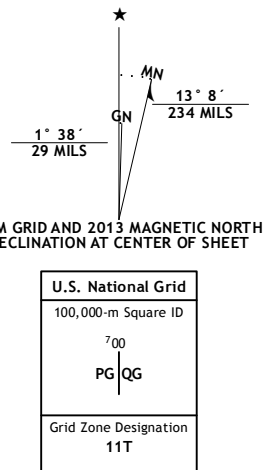 ★
MN
GN
13° 8´
234 MILS
1° 38´
29 MILS
M GRID AND 2013 MAGNETIC NORTH
ECLINATION AT CENTER OF SHEET
U.S. National Grid
100,000-m Square ID
⁷00
PG QG
Grid Zone Designation
11T